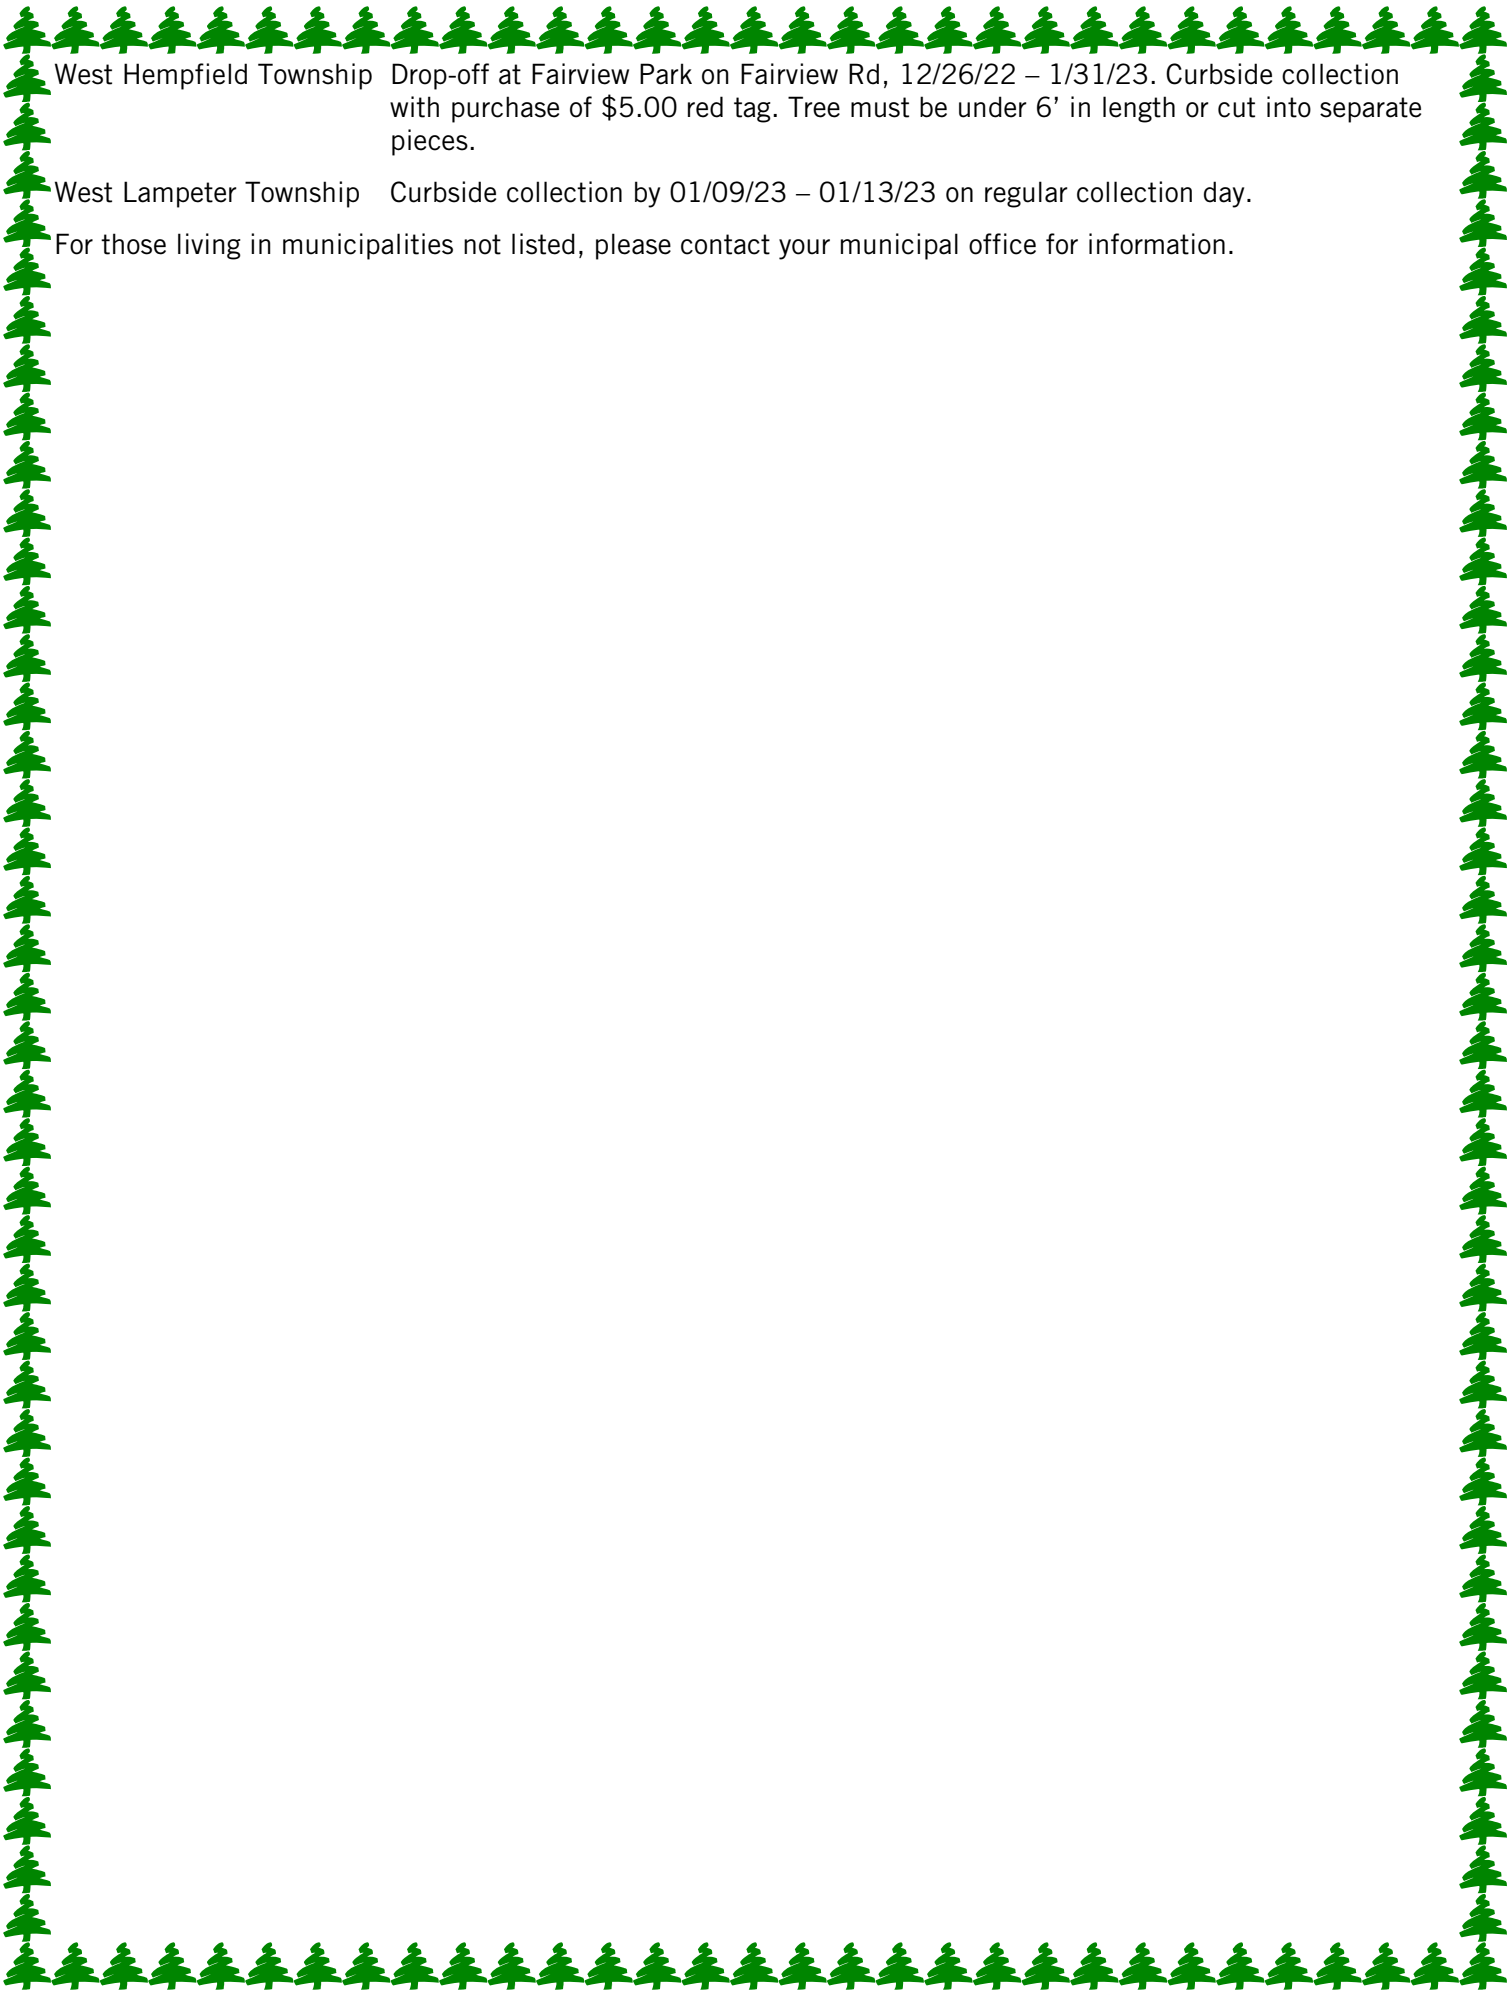 West Hempfield Township Drop-off at Fairview Park on Fairview Rd, 12/26/22 – 1/31/23. Curbside collection
with purchase of $5.00 red tag. Tree must be under 6’ in length or cut into separate
pieces.
West Lampeter Township Curbside collection by 01/09/23 – 01/13/23 on regular collection day.
For those living in municipalities not listed, please contact your municipal office for information.